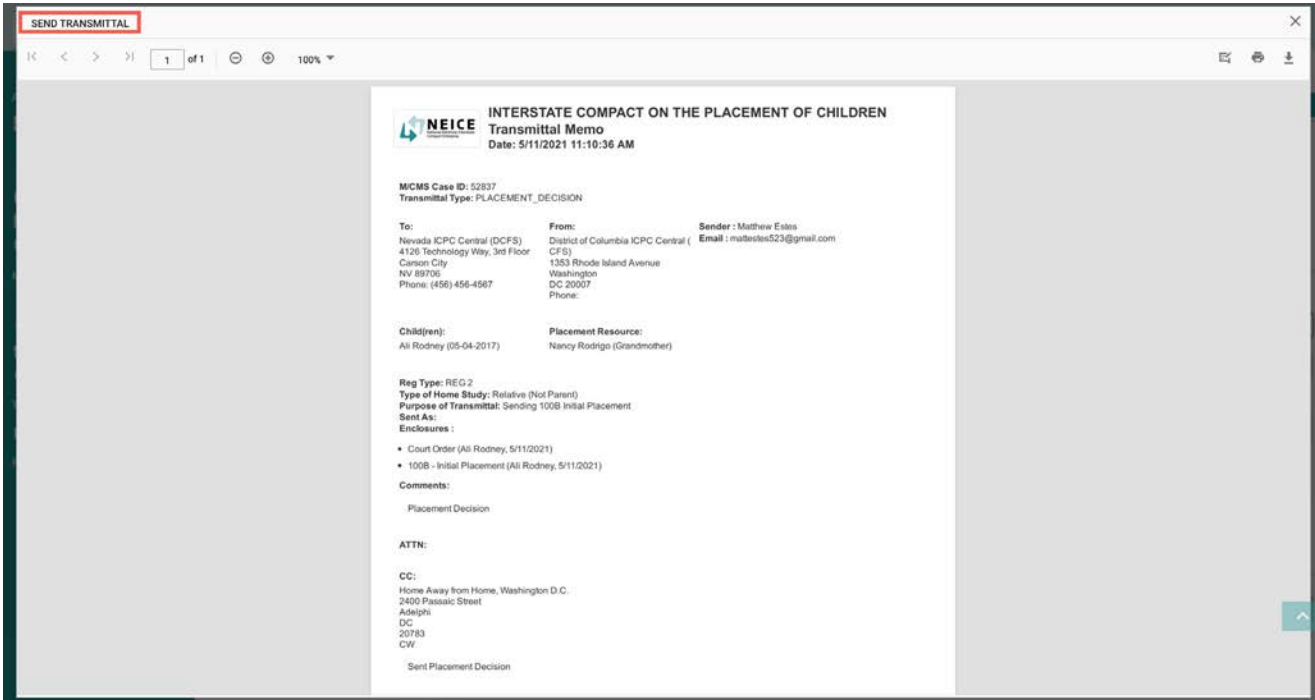 SEND TRANSMITTAL
1 of 1
100%
NEICE
INTERSTATE COMPACT ON THE PLACEMENT OF CHILDREN
Transmittal Memo
Date: 5/11/2021 11:10:36 AM
M/CMS Case ID: 52837
Transmittal Type: PLACEMENT_DECISION
To:
Nevada ICPC Central (DCFS)
4126 Technology Way, 3rd Floor
Carson City
NV 89706
Phone: (456) 456-4567
From:
District of Columbia ICPC Central (
CFS)
1353 Rhode Island Avenue
Washington
DC 20007
Phone:
Sender : Matthew Estes
Email : mattestes523@gmail.com
Child(ren):
Ali Rodney (05-04-2017)
Placement Resource:
Nancy Rodrigo (Grandmother)
Reg Type: REG 2
Type of Home Study: Relative (Not Parent)
Purpose of Transmittal: Sending 100B Initial Placement
Sent As:
Enclosures :
• Court Order (Ali Rodney, 5/11/2021)
• 100B - Initial Placement (Ali Rodney, 5/11/2021)
Comments:
Placement Decision
ATTN:
CC:
Home Away from Home, Washington D.C.
2400 Passaic Street
Adelphi
DC
20783
CW
Sent Placement Decision